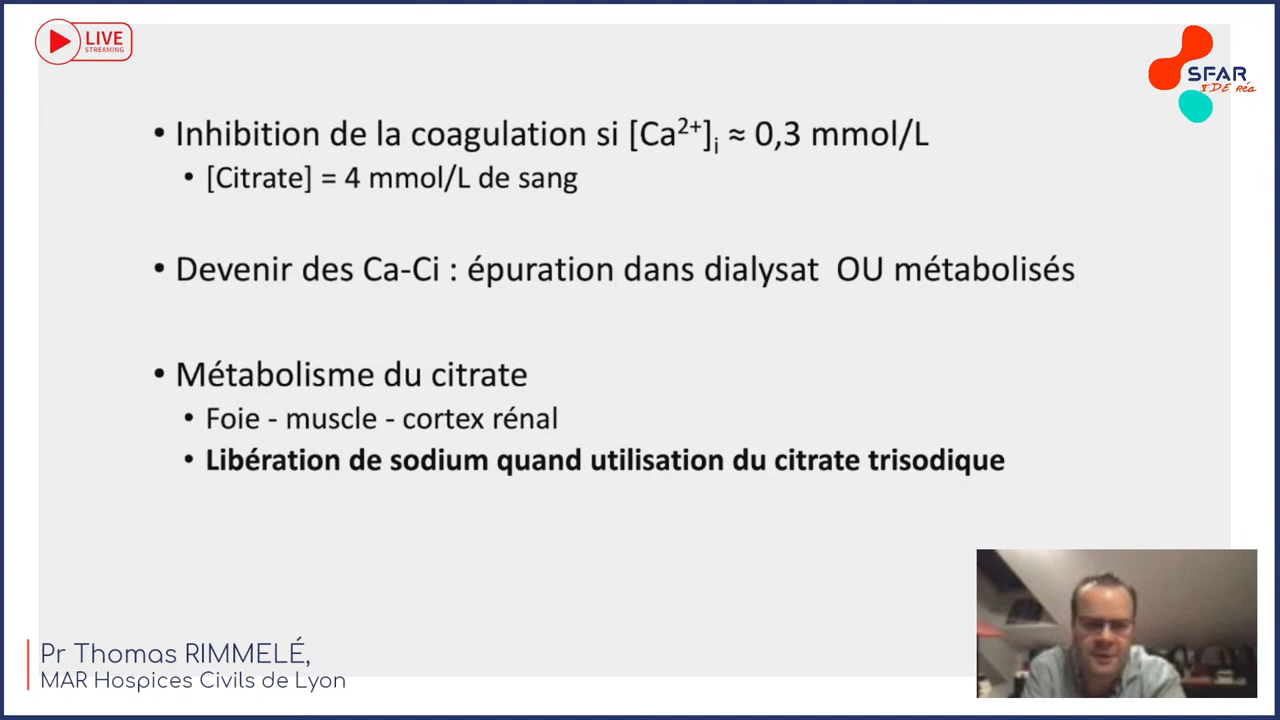 LIVE
STREAMING
SFAR
IDE Réa
• Inhibition de la coagulation si [Ca²⁺]ᵢ ≈ 0,3 mmol/L
• [Citrate] = 4 mmol/L de sang
• Devenir des Ca-Ci : épuration dans dialysat OU métabolisés
• Métabolisme du citrate
• Foie - muscle - cortex rénal
• Libération de sodium quand utilisation du citrate trisodique
Pr Thomas RIMMELÉ,
MAR Hospices Civils de Lyon